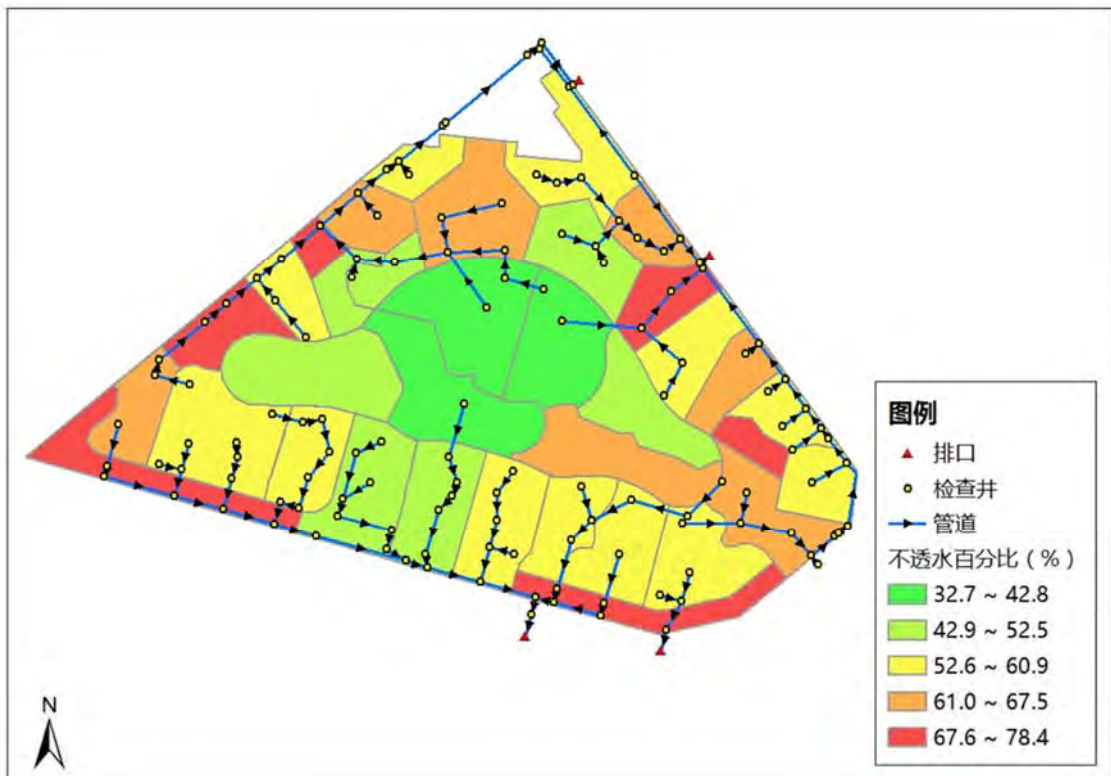 N
图例
排口
检查井
管道
不透水百分比（%）
32.7 ~ 42.8
42.9 ~ 52.5
52.6 ~ 60.9
61.0 ~ 67.5
67.6 ~ 78.4